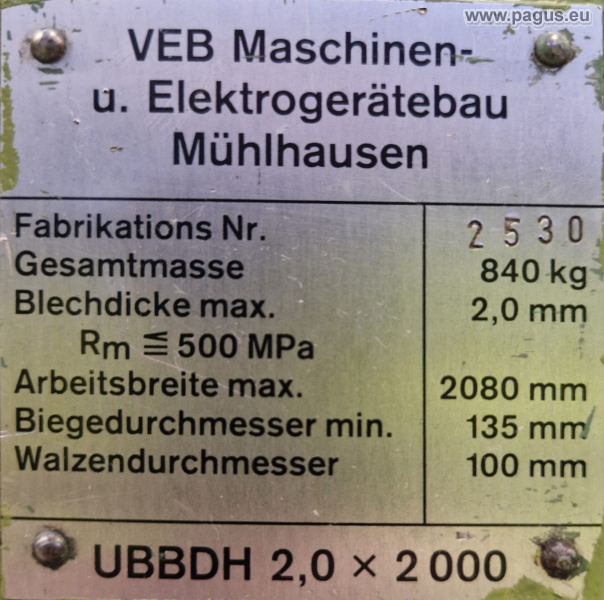 www.pagus.eu
VEB Maschinen-
u. Elektrogerätebau
Mühlhausen
Fabrikations Nr. 2530
Gesamtmasse 840 kg
Blechdicke max. 2,0 mm
Rm ≦ 500 MPa
Arbeitsbreite max. 2080 mm
Biegedurchmesser min. 135 mm
Walzendurchmesser 100 mm
UBBDH 2,0 × 2000